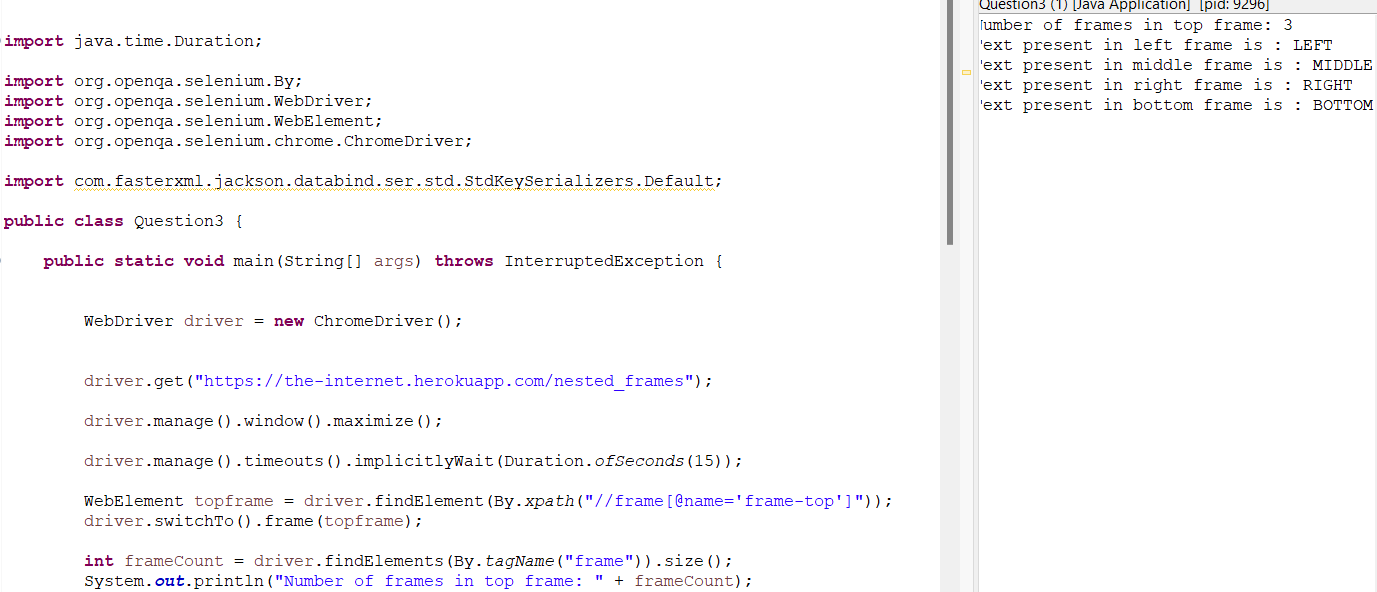 import java.time.Duration;
import org.openqa.selenium.By;
import org.openqa.selenium.WebDriver;
import org.openqa.selenium.WebElement;
import org.openqa.selenium.chrome.ChromeDriver;
import com.fasterxml.jackson.databind.ser.std.StdKeySerializers.Default;
public class Question3 {
public static void main(String[] args) throws InterruptedException {
WebDriver driver = new ChromeDriver();
driver.get("https://the-internet.herokuapp.com/nested_frames");
driver.manage().window().maximize();
driver.manage().timeouts().implicitlyWait(Duration.ofSeconds(15));
WebElement topframe = driver.findElement(By.xpath("//frame[@name='frame-top']"));
driver.switchTo().frame(topframe);
int frameCount = driver.findElements(By.tagName("frame")).size();
System.out.println("Number of frames in top frame: " + frameCount);
Question3 (1) [Java Application] [pid: 9296]
umber of frames in top frame: 3
ext present in left frame is : LEFT
ext present in middle frame is : MIDDLE
ext present in right frame is : RIGHT
ext present in bottom frame is : BOTTOM